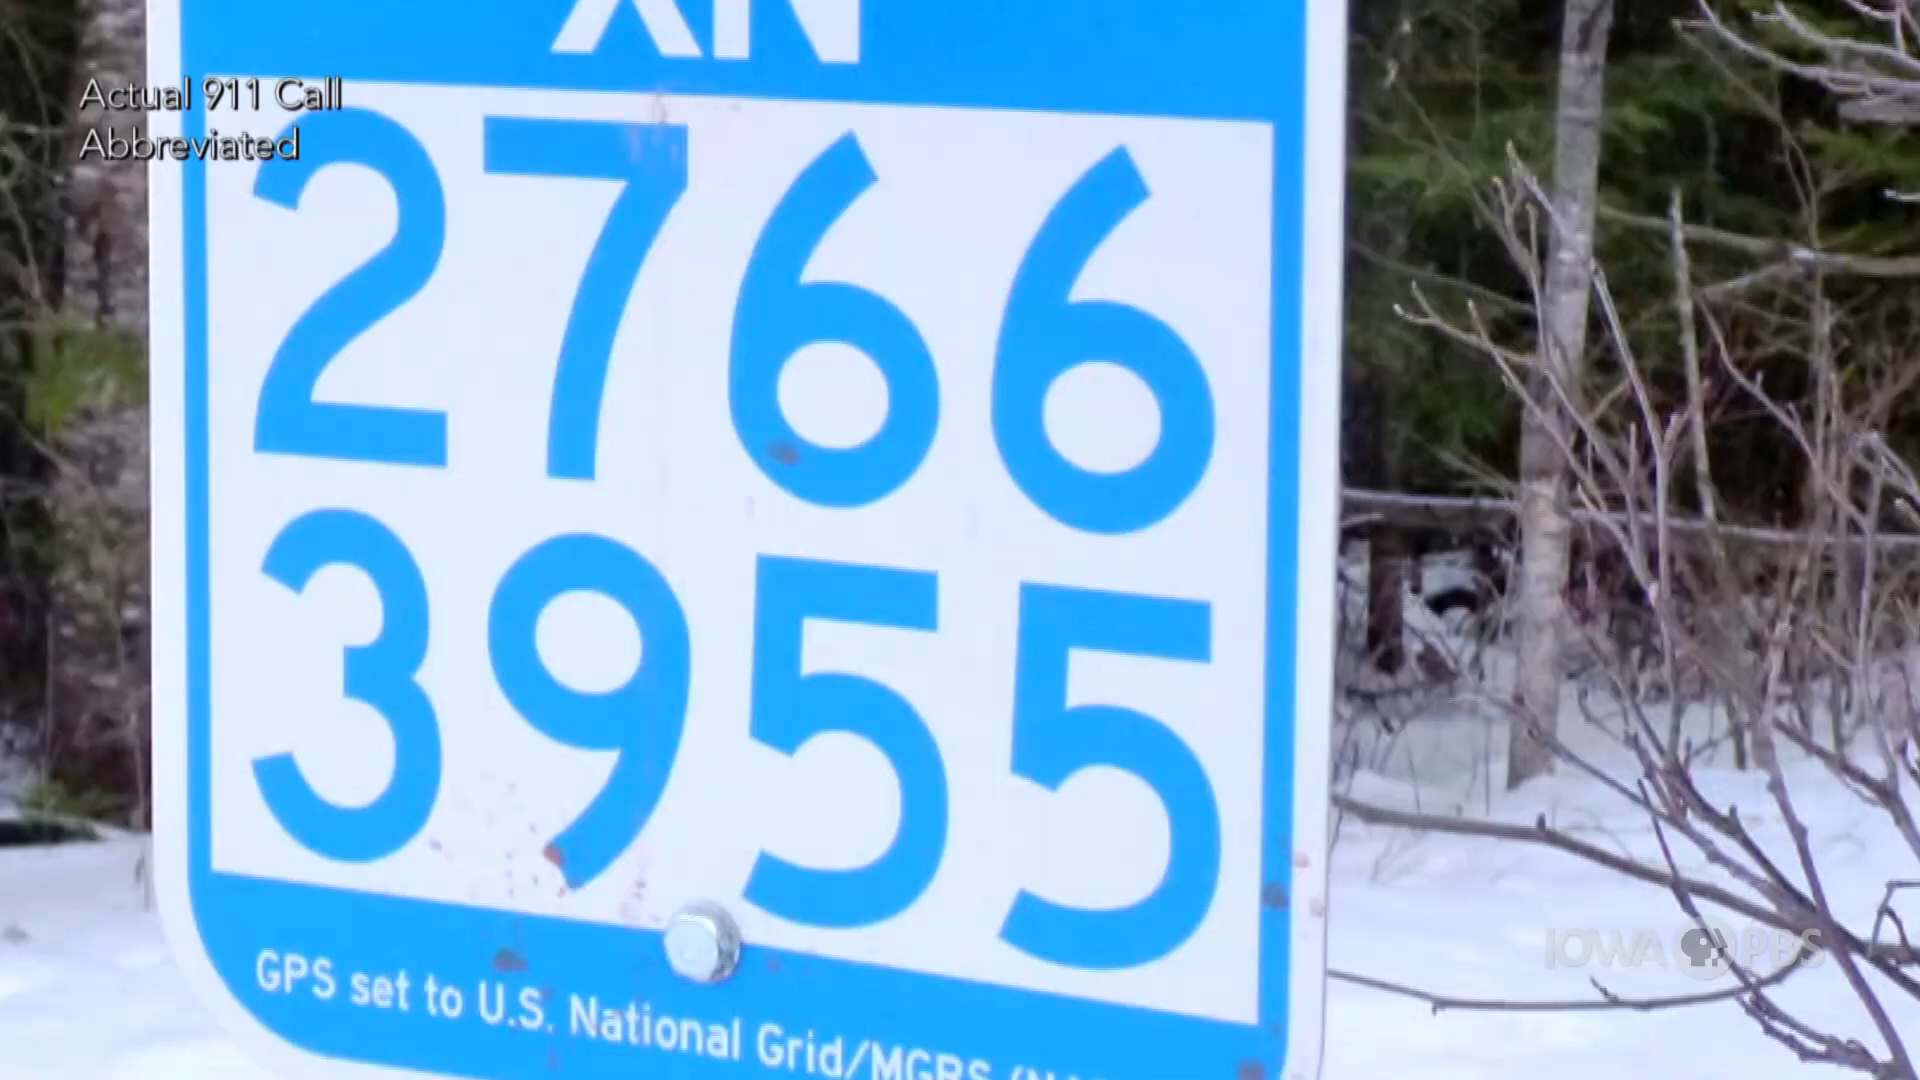 XN
Actual 911 Call
Abbreviated
2766
3955
GPS set to U.S. National Grid/MGRS
IOWA PBS